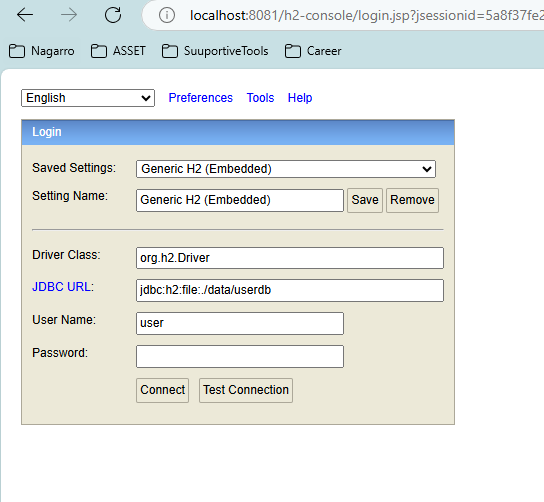 localhost:8081/h2-console/login.jsp?jsessionid=5a8f37fe2
Nagarro ASSET SuuportiveTools Career
English Preferences Tools Help
Login
Saved Settings: Generic H2 (Embedded)
Setting Name: Generic H2 (Embedded) Save Remove
Driver Class: org.h2.Driver
JDBC URL: jdbc:h2:file:./data/userdb
User Name: user
Password:
Connect Test Connection